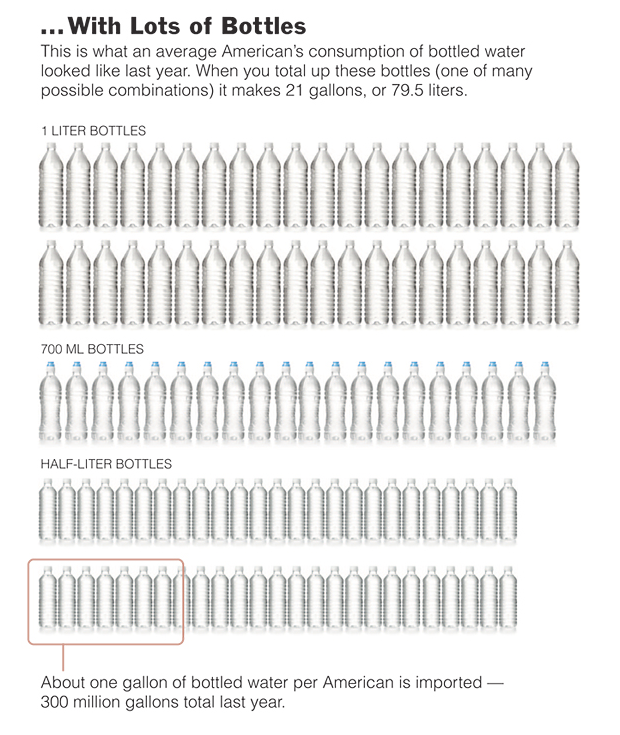 ...With Lots of Bottles
This is what an average American’s consumption of bottled water
looked like last year. When you total up these bottles (one of many
possible combinations) it makes 21 gallons, or 79.5 liters.
1 LITER BOTTLES
700 ML BOTTLES
HALF-LITER BOTTLES
About one gallon of bottled water per American is imported —
300 million gallons total last year.